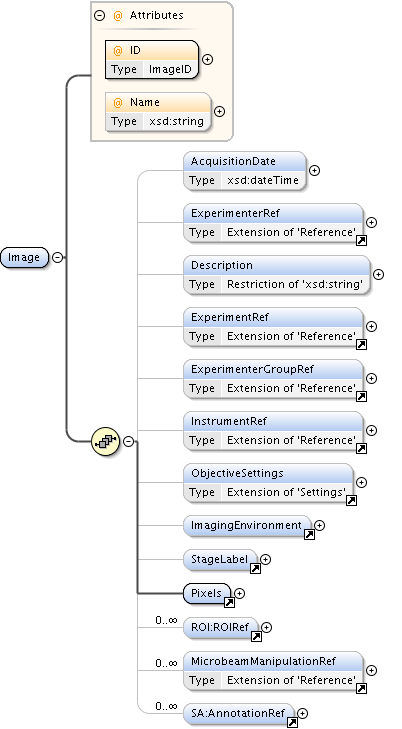 @ Attributes
@ ID
Type ImageID
@ Name
Type xsd:string
Image
AcquisitionDate
Type xsd:dateTime
ExperimenterRef
Type Extension of 'Reference'
Description
Type Restriction of 'xsd:string'
ExperimentRef
Type Extension of 'Reference'
ExperimenterGroupRef
Type Extension of 'Reference'
InstrumentRef
Type Extension of 'Reference'
ObjectiveSettings
Type Extension of 'Settings'
ImagingEnvironment
StageLabel
Pixels
0..∞
ROI:ROIRef
0..∞
MicrobeamManipulationRef
Type Extension of 'Reference'
0..∞
SA:AnnotationRef